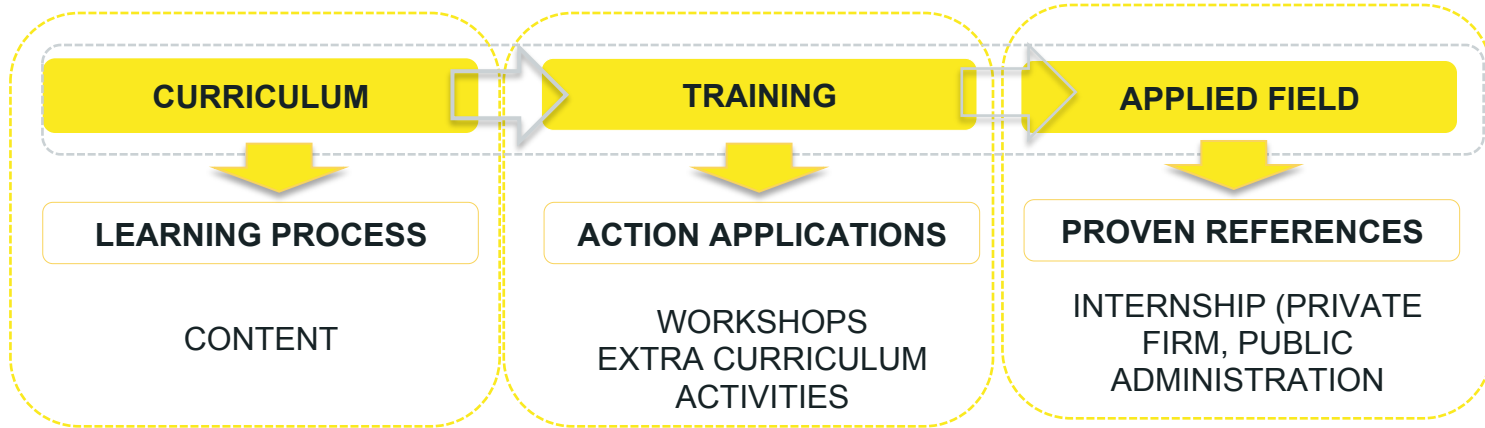 CURRICULUM
TRAINING
APPLIED FIELD
LEARNING PROCESS
ACTION APPLICATIONS
PROVEN REFERENCES
CONTENT
WORKSHOPS
EXTRA CURRICULUM
ACTIVITIES
INTERNSHIP (PRIVATE
FIRM, PUBLIC
ADMINISTRATION